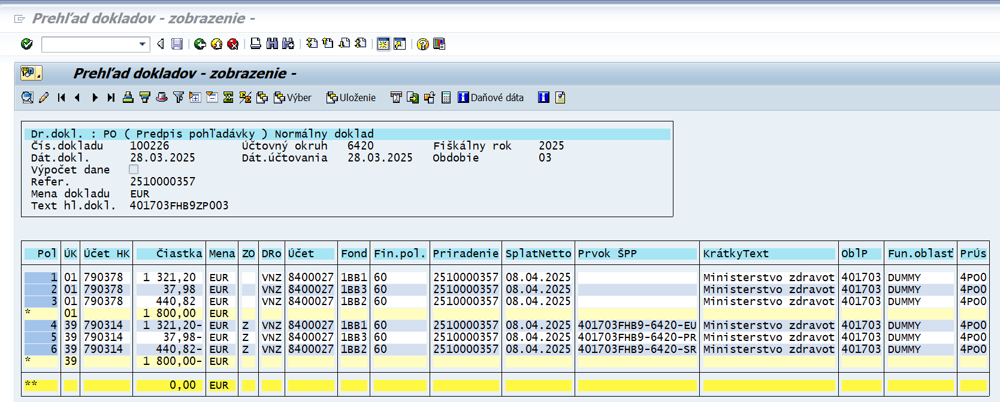 Prehľad dokladov - zobrazenie -
Prehľad dokladov - zobrazenie -
Výber Uloženie Daňové dáta
Dr.dokl. : PO ( Predpis pohľadávky ) Normálny doklad
Čís.dokladu 100226 Účtovný okruh 6420 Fiškálny rok 2025
Dát.dokl. 28.03.2025 Dát.účtovania 28.03.2025 Obdobie 03
Výpočet dane
Refer. 2510000357
Mena dokladu EUR
Text hl.dokl. 401703FHB9ZP003
Pol ÚK Účet HK Čiastka Mena ZO DRo Účet Fond Fin.pol. Priradenie SplatNetto Prvok ŠPP KrátkyText OblP Fun.oblasť PrÚs
1 01 790378 1 321,20 EUR VNZ 8400027 1BB1 60 2510000357 08.04.2025 Ministerstvo zdravot 401703 DUMMY 4PO0
2 01 790378 37,98 EUR VNZ 8400027 1BB3 60 2510000357 08.04.2025 Ministerstvo zdravot 401703 DUMMY 4PO0
3 01 790378 440,82 EUR VNZ 8400027 1BB2 60 2510000357 08.04.2025 Ministerstvo zdravot 401703 DUMMY 4PO0
* 01 1 800,00 EUR
4 39 790314 1 321,20- EUR Z VNZ 8400027 1BB1 60 2510000357 08.04.2025 401703FHB9-6420-EU Ministerstvo zdravot 401703 DUMMY 4PO0
5 39 790314 37,98- EUR Z VNZ 8400027 1BB3 60 2510000357 08.04.2025 401703FHB9-6420-PR Ministerstvo zdravot 401703 DUMMY 4PO0
6 39 790314 440,82- EUR Z VNZ 8400027 1BB2 60 2510000357 08.04.2025 401703FHB9-6420-SR Ministerstvo zdravot 401703 DUMMY 4PO0
* 39 1 800,00- EUR
** 0,00 EUR